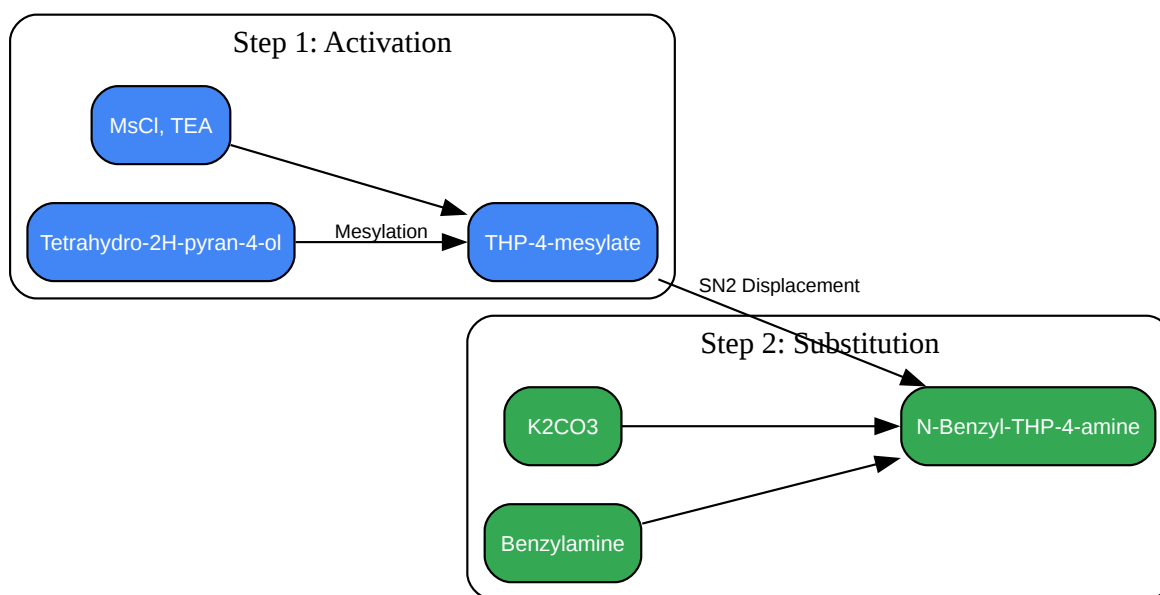 Step 1: Activation
MsCl, TEA
Tetrahydro-2H-pyran-4-ol
Mesylation
THP-4-mesylate
SN2 Displacement
Step 2: Substitution
K2CO3
N-Benzyl-THP-4-amine
Benzylamine